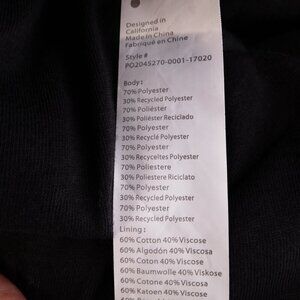 Designed in
California
Made in China
Fabriqué en Chine
Style #
PO2045270-0001-17020
Body:
70% Polyester
30% Recycled Polyester
70% Poliéster
30% Poliéster Reciclado
70% Polyester
30% Recyclé Polyester
70% Polyester
30% Recyceltes Polyester
70% Poliestere
30% Poliestere Riciclato
70% Polyester
30% Recycled Polyester
70% Polyester
30% Recycled Polyester
Lining:
60% Cotton 40% Viscose
60% Algodón 40% Viscosa
60% Coton 40% Viscose
60% Baumwolle 40% Viskose
60% Cotone 40% Viscosa
60% Katoen 40% Viscose